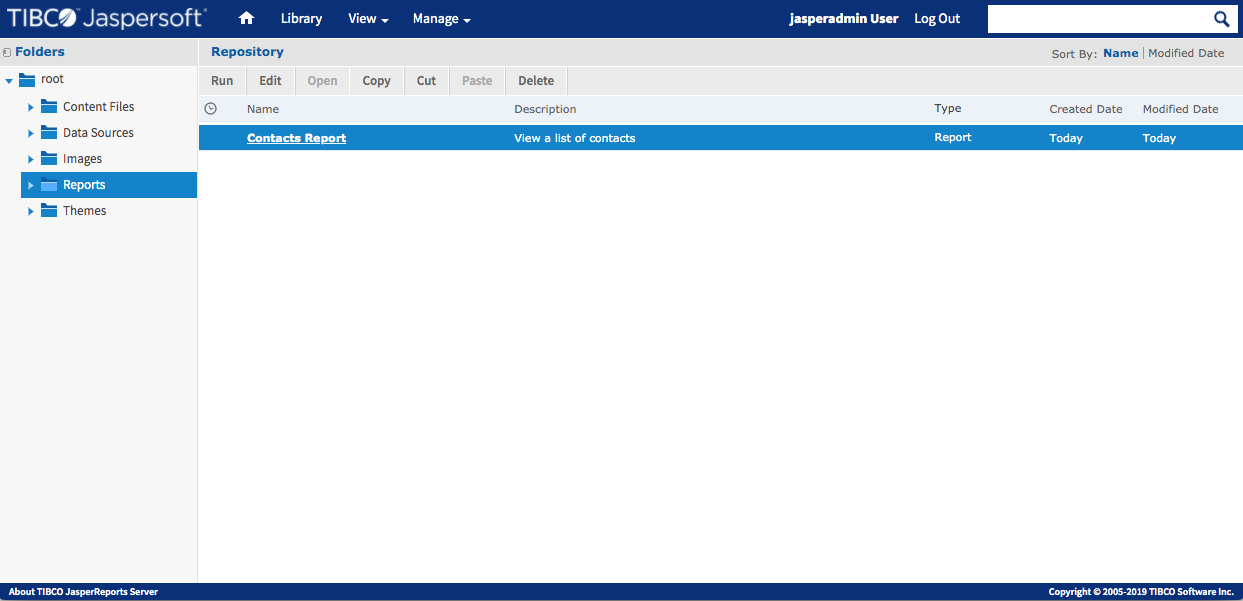 TIBCO Jaspersoft Library View Manage jasperadmin User Log Out
Folders
Repository Sort By: Name Modified Date
root
Run Edit Open Copy Cut Paste Delete
Content Files
Name Description Type Created Date Modified Date
Data Sources
Contacts Report View a list of contacts Report Today Today
Images
Reports
Themes
About TIBCO JasperReports Server Copyright © 2005-2019 TIBCO Software Inc.